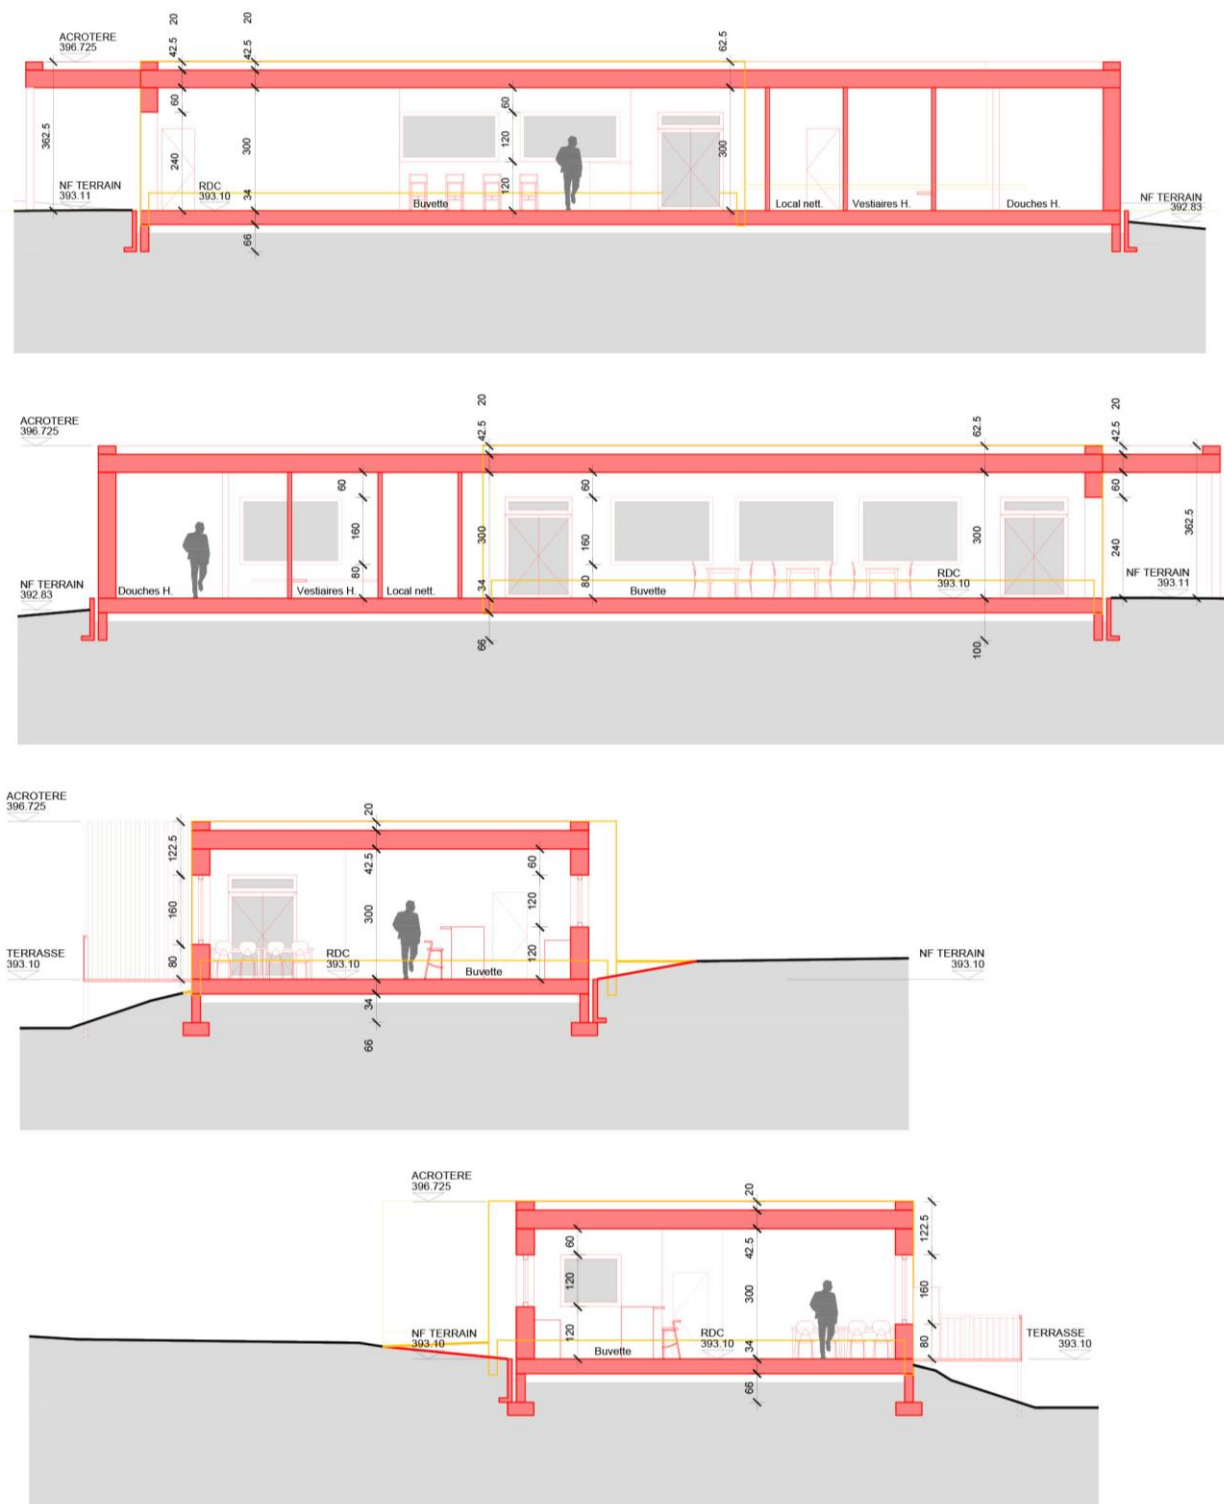 20
42.5
20
42.5
62.5
ACROTERE
396.725
362.5
60
240
300
34
66
60
120
120
300
NF TERRAIN
393.11
RDC
393.10
Buvette
Local nett.
Vestiaires H.
Douches H.
NF TERRAIN
392.83
ACROTERE
396.725
20
42.5
62.5
20
42.5
60
160
80
300
34
66
60
160
80
300
100
60
240
362.5
NF TERRAIN
392.83
Douches H.
Vestiaires H.
Local nett.
Buvette
RDC
393.10
NF TERRAIN
393.11
ACROTERE
396.725
20
122.5
42.5
60
160
300
120
80
120
34
66
TERRASSE
393.10
RDC
393.10
Buvette
NF TERRAIN
393.10
ACROTERE
396.725
20
122.5
60
42.5
120
300
160
120
34
80
66
NF TERRAIN
393.10
Buvette
RDC
393.10
TERRASSE
393.10